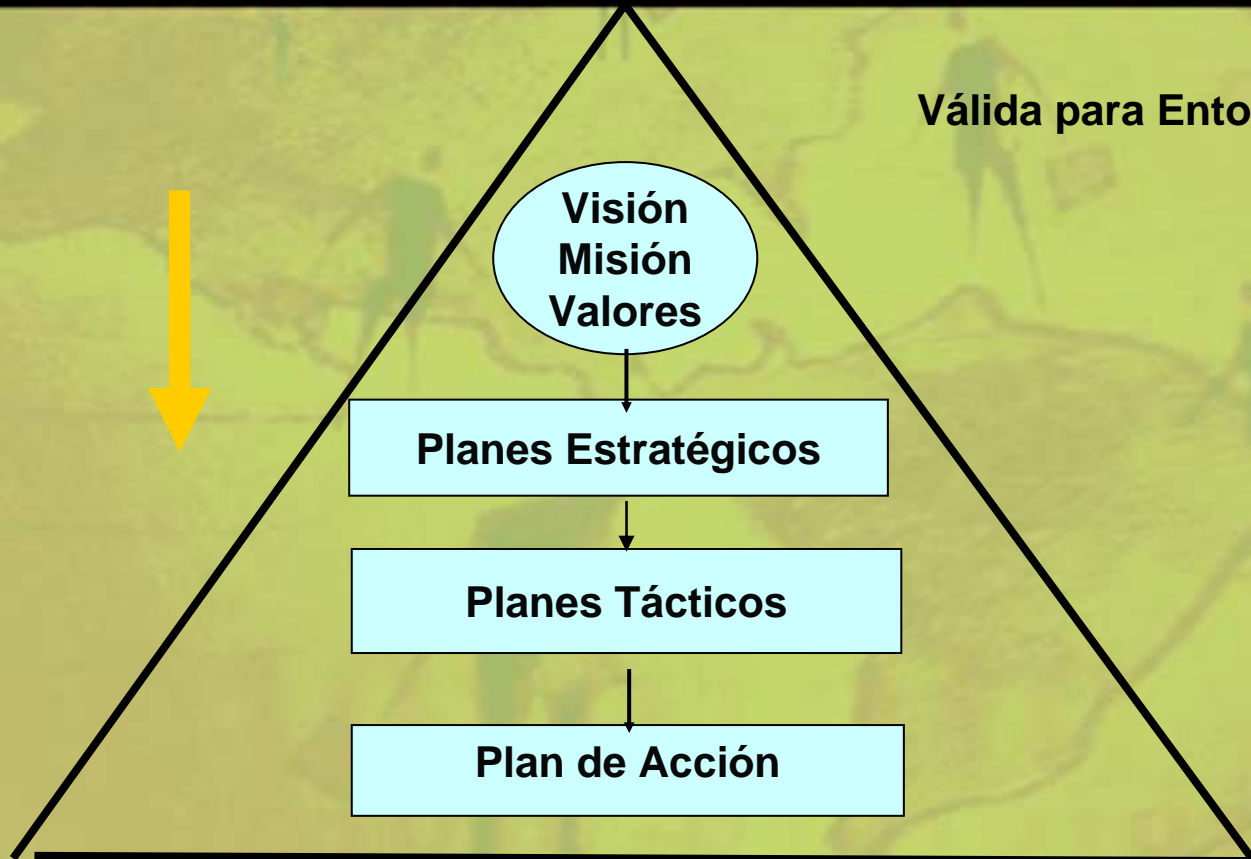 Válida para Ento
Visión
Misión
Valores
Planes Estratégicos
Planes Tácticos
Plan de Acción